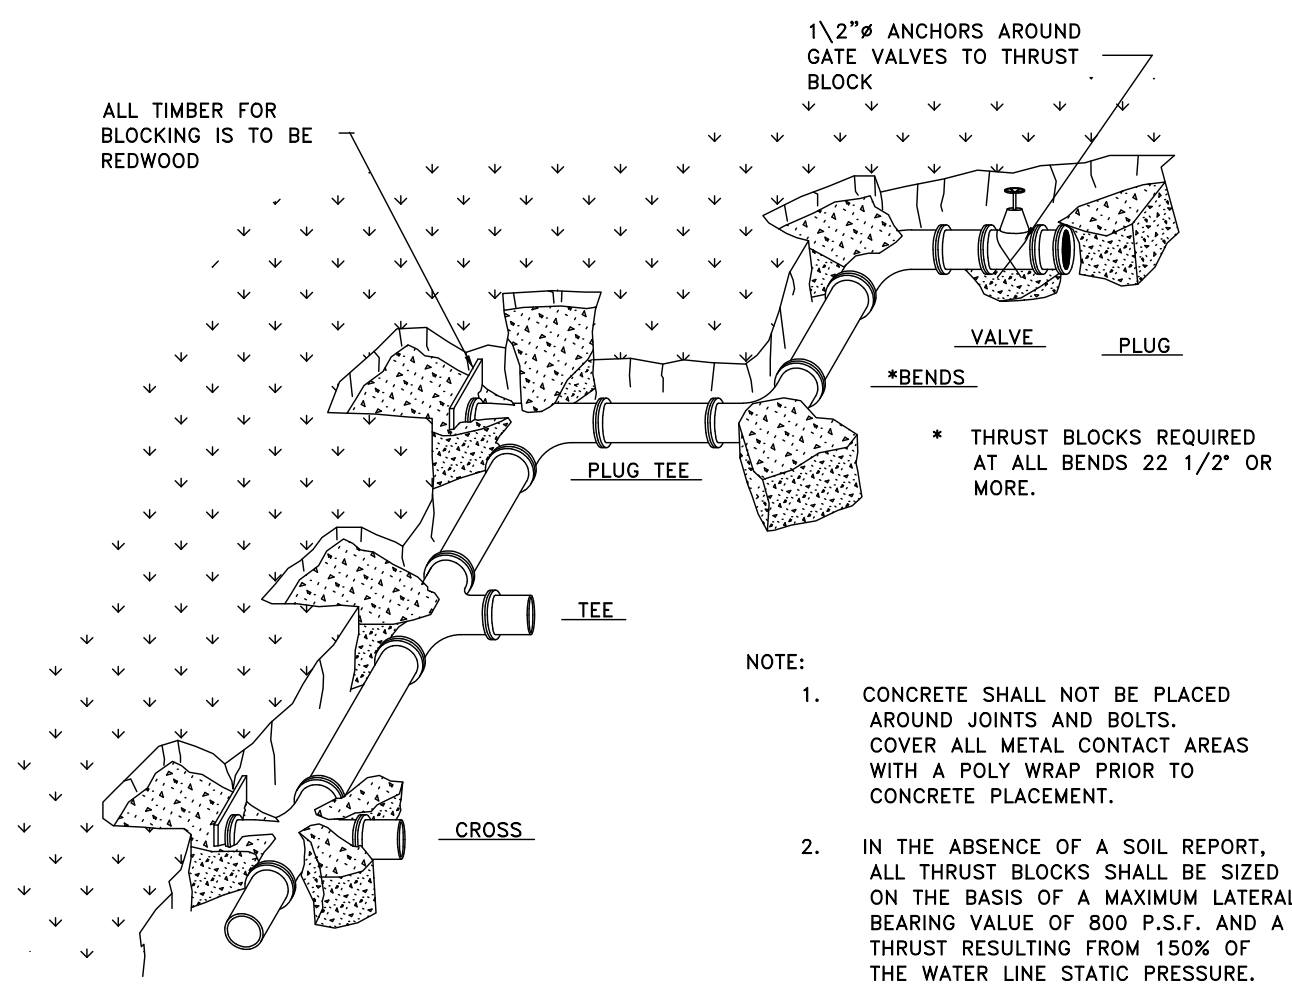 1\2"ø ANCHORS AROUND
GATE VALVES TO THRUST
BLOCK
ALL TIMBER FOR
BLOCKING IS TO BE
REDWOOD
VALVE
PLUG
*BENDS
* THRUST BLOCKS REQUIRED
AT ALL BENDS 22 1/2° OR
MORE.
PLUG TEE
TEE
CROSS
NOTE:
1. CONCRETE SHALL NOT BE PLACED
AROUND JOINTS AND BOLTS.
COVER ALL METAL CONTACT AREAS
WITH A POLY WRAP PRIOR TO
CONCRETE PLACEMENT.
2. IN THE ABSENCE OF A SOIL REPORT,
ALL THRUST BLOCKS SHALL BE SIZED
ON THE BASIS OF A MAXIMUM LATERAL
BEARING VALUE OF 800 P.S.F. AND A
THRUST RESULTING FROM 150% OF
THE WATER LINE STATIC PRESSURE.